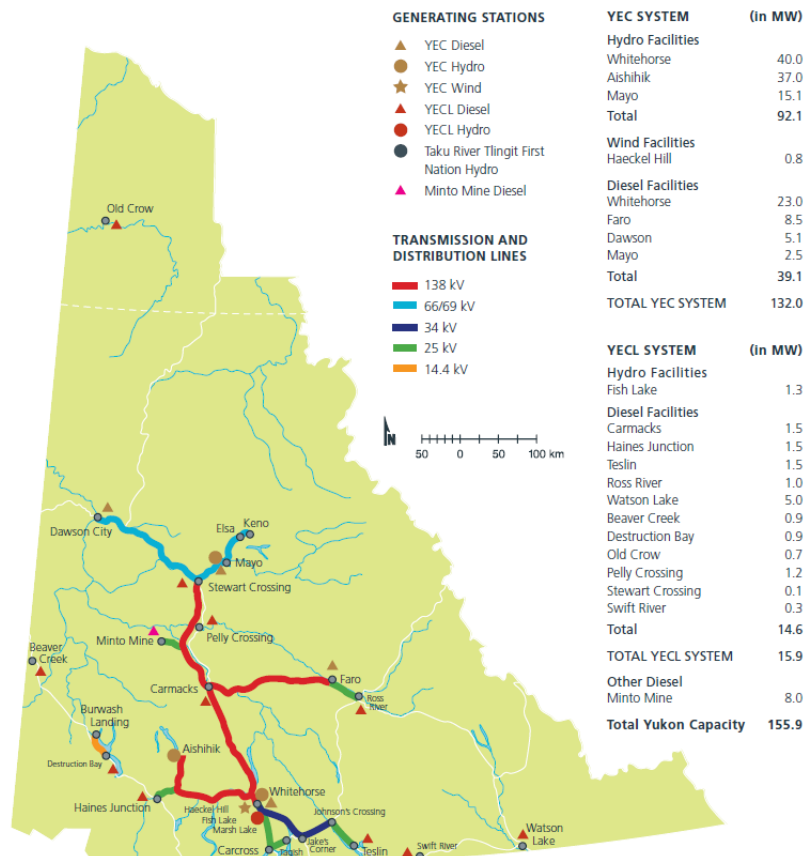 GENERATING STATIONS
YEC Diesel
YEC Hydro
YEC Wind
YECL Diesel
YECL Hydro
Taku River Tlingit First
Nation Hydro
Minto Mine Diesel
TRANSMISSION AND
DISTRIBUTION LINES
138 kV
66/69 kV
34 kV
25 kV
14.4 kV
N
50 0 50 100 km
YEC SYSTEM (in MW)
Hydro Facilities
Whitehorse 40.0
Aishihik 37.0
Mayo 15.1
Total 92.1
Wind Facilities
Haeckel Hill 0.8
Diesel Facilities
Whitehorse 23.0
Faro 8.5
Dawson 5.1
Mayo 2.5
Total 39.1
TOTAL YEC SYSTEM 132.0
YECL SYSTEM (in MW)
Hydro Facilities
Fish Lake 1.3
Diesel Facilities
Carmacks 1.5
Haines Junction 1.5
Teslin 1.5
Ross River 1.0
Watson Lake 5.0
Beaver Creek 0.9
Destruction Bay 0.9
Old Crow 0.7
Pelly Crossing 1.2
Stewart Crossing 0.1
Swift River 0.3
Total 14.6
TOTAL YECL SYSTEM 15.9
Other Diesel
Minto Mine 8.0
Total Yukon Capacity 155.9
Old Crow
Dawson City
Elsa
Keno
Mayo
Stewart Crossing
Pelly Crossing
Minto Mine
Beaver
Creek
Carmacks
Faro
Ross
River
Burwash
Landing
Destruction Bay
Aishihik
Haines Junction
Whitehorse
Haeckel Hill
Fish Lake
Marsh Lake
Johnson's Crossing
Jake's
Corner
Carcross
Tagish
Teslin
Swift River
Watson
Lake